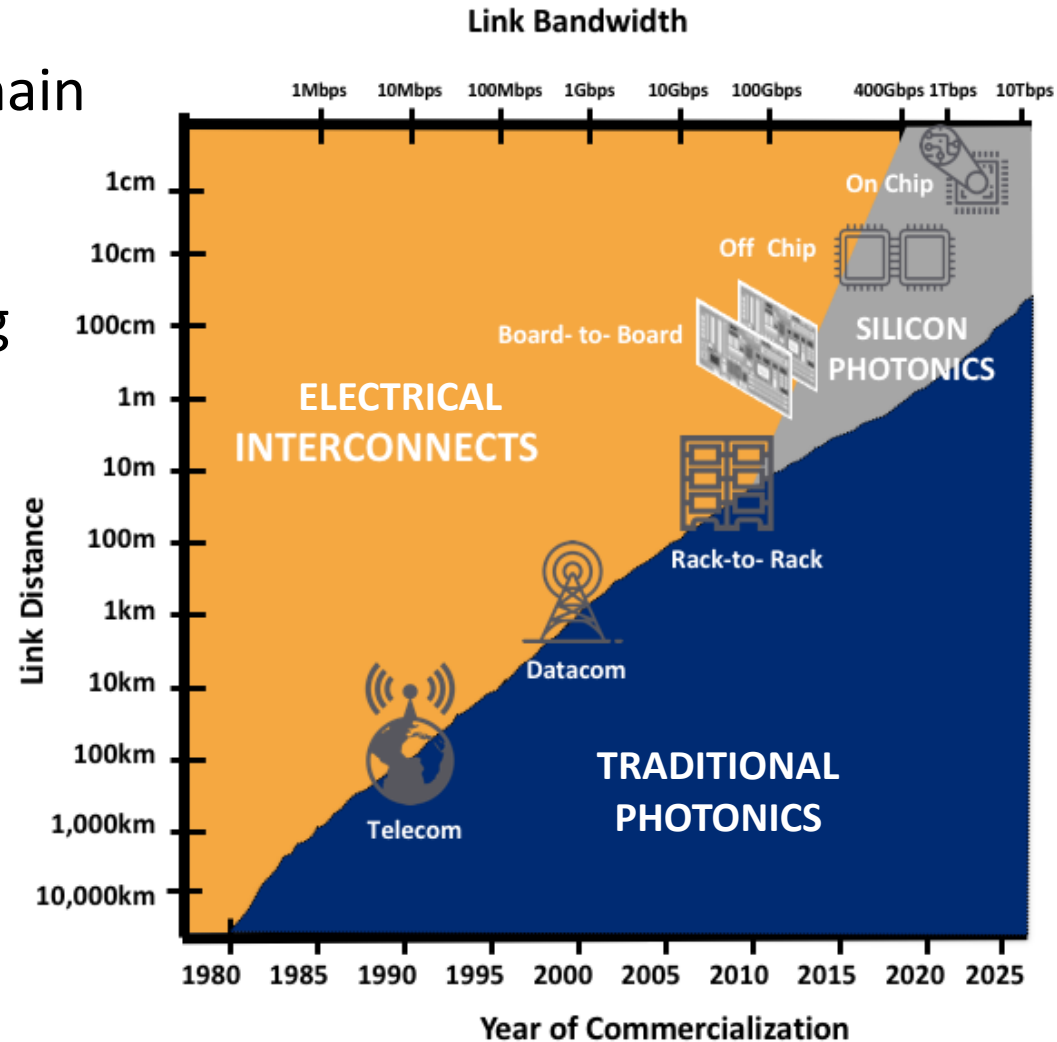 Link Bandwidth
main
1Mbps 10Mbps 100Mbps 1Gbps 10Gbps 100Gbps 400Gbps 1Tbps 10Tbps
1cm
On Chip
10cm
Off Chip
100cm
Board- to- Board
SILICON
PHOTONICS
1m
ELECTRICAL
INTERCONNECTS
10m
100m
Rack-to- Rack
1km
Datacom
10km
100km
TRADITIONAL
PHOTONICS
1,000km
Telecom
10,000km
Link Distance
1980 1985 1990 1995 2000 2005 2010 2015 2020 2025
Year of Commercialization